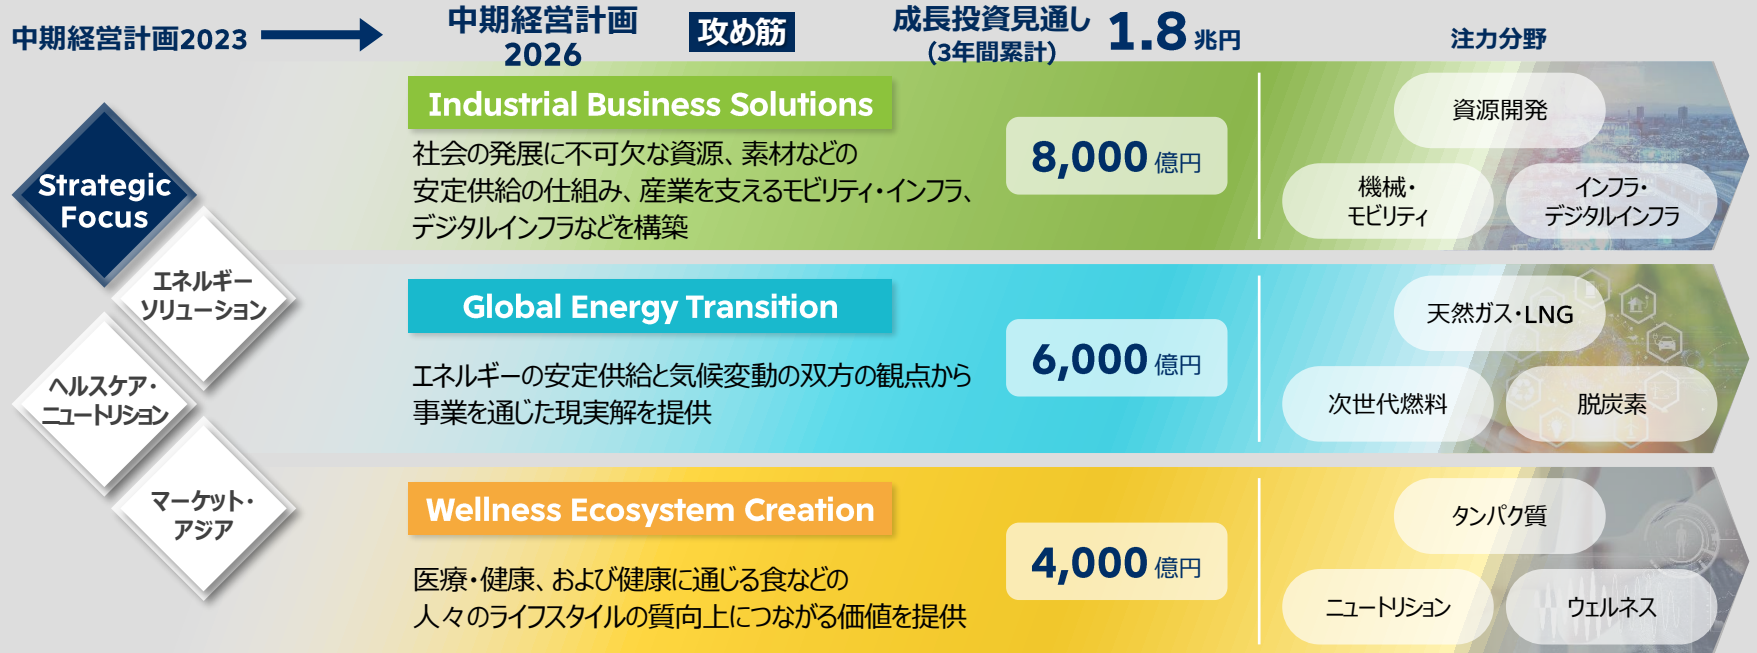 中期経営計画2023
中期経営計画
2026
攻め筋
成長投資見通し
(3年間累計)
1.8 兆円
注力分野
Strategic
Focus
エネルギー
ソリューション
ヘルスケア・
ニュートリション
マーケット・
アジア
Industrial Business Solutions
社会の発展に不可欠な資源、素材などの
安定供給の仕組み、産業を支えるモビリティ・インフラ、
デジタルインフラなどを構築
8,000 億円
資源開発
機械・
モビリティ
インフラ・
デジタルインフラ
Global Energy Transition
エネルギーの安定供給と気候変動の双方の観点から
事業を通じた現実解を提供
6,000 億円
天然ガス・LNG
次世代燃料
脱炭素
Wellness Ecosystem Creation
医療・健康、および健康に通じる食などの
人々のライフスタイルの質向上につながる価値を提供
4,000 億円
タンパク質
ニュートリション
ウェルネス